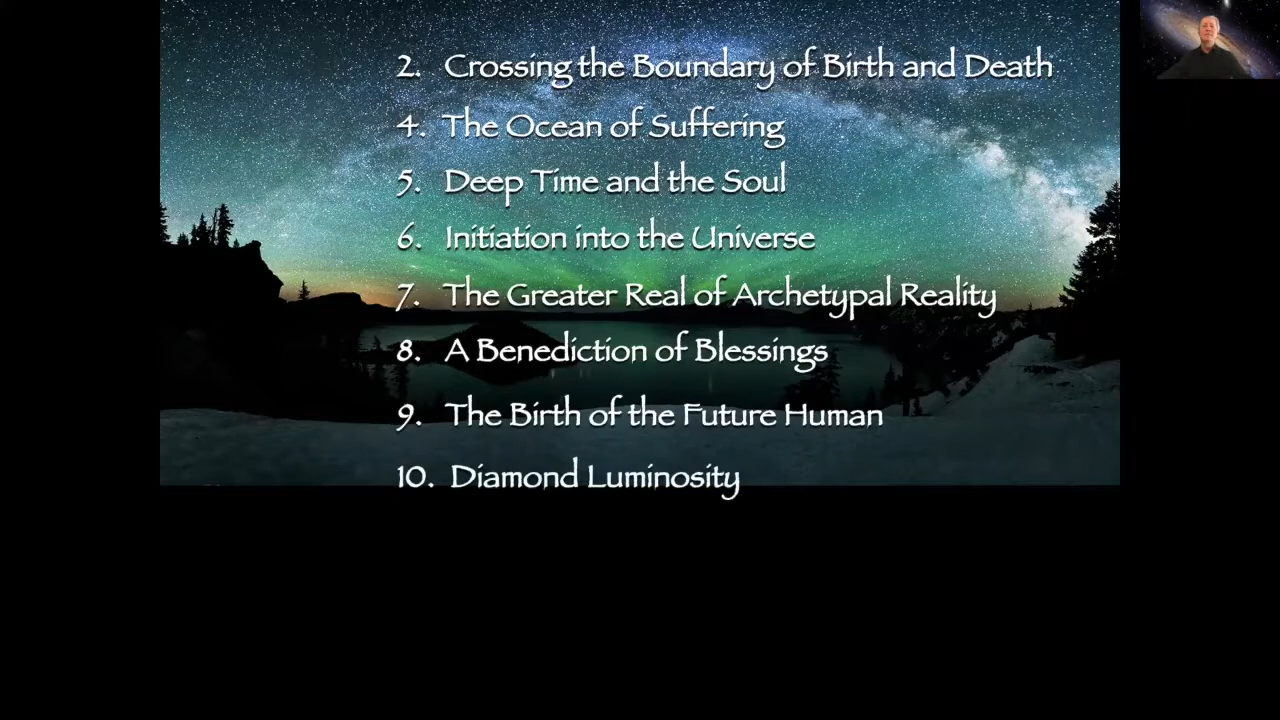 2. Crossing the Boundary of Birth and Death
4. The Ocean of Suffering
5. Deep Time and the Soul
6. Initiation into the Universe
7. The Greater Real of Archetypal Reality
8. A Benediction of Blessings
9. The Birth of the Future Human
10. Diamond Luminosity